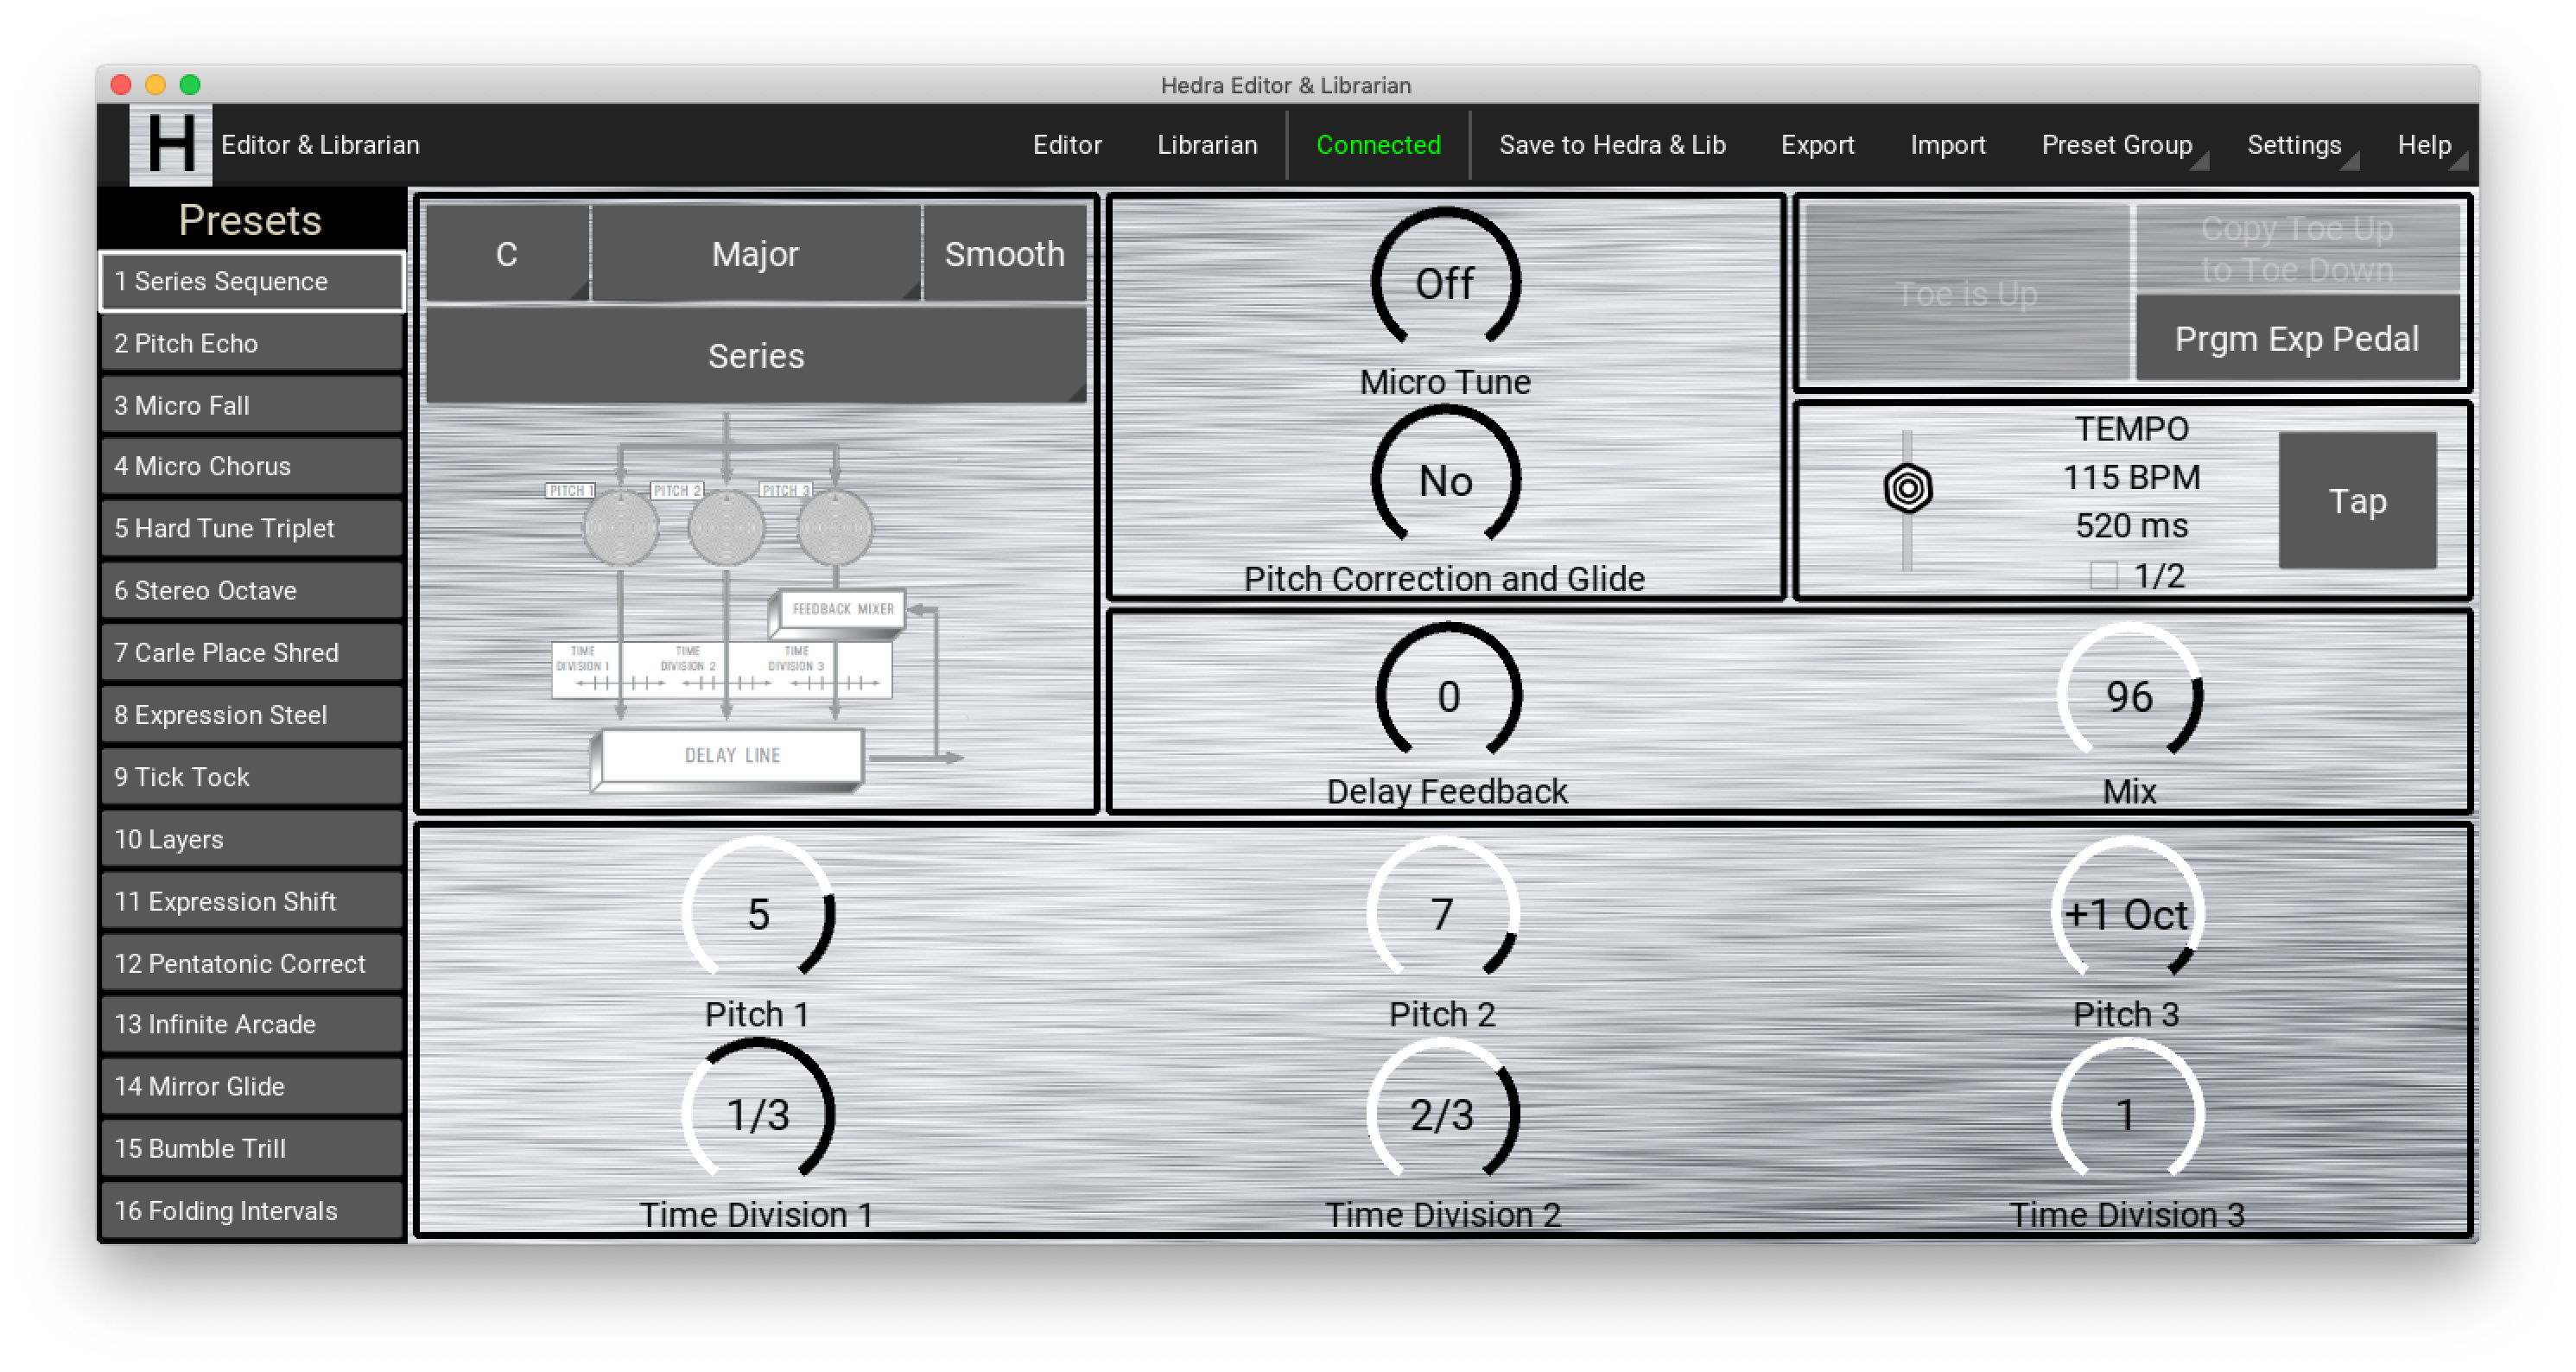 Hedra Editor & Librarian
H Editor & Librarian
Editor Librarian Connected Save to Hedra & Lib Export Import Preset Group Settings Help
Presets
1 Series Sequence
2 Pitch Echo
3 Micro Fall
4 Micro Chorus
5 Hard Tune Triplet
6 Stereo Octave
7 Carle Place Shred
8 Expression Steel
9 Tick Tock
10 Layers
11 Expression Shift
12 Pentatonic Correct
13 Infinite Arcade
14 Mirror Glide
15 Bumble Trill
16 Folding Intervals
C Major Smooth
Series
PITCH 1 PITCH 2 PITCH 3
FEEDBACK MIXER
TIME TIME TIME
DIVISION 1 DIVISION 2 DIVISION 3
DELAY LINE
Off
Micro Tune
No
Pitch Correction and Glide
Toe is Up
Copy Toe Up
to Toe Down
Prgm Exp Pedal
TEMPO
115 BPM
520 ms
1/2
Tap
0 96
Delay Feedback Mix
5 7 +1 Oct
Pitch 1 Pitch 2 Pitch 3
1/3 2/3 1
Time Division 1 Time Division 2 Time Division 3